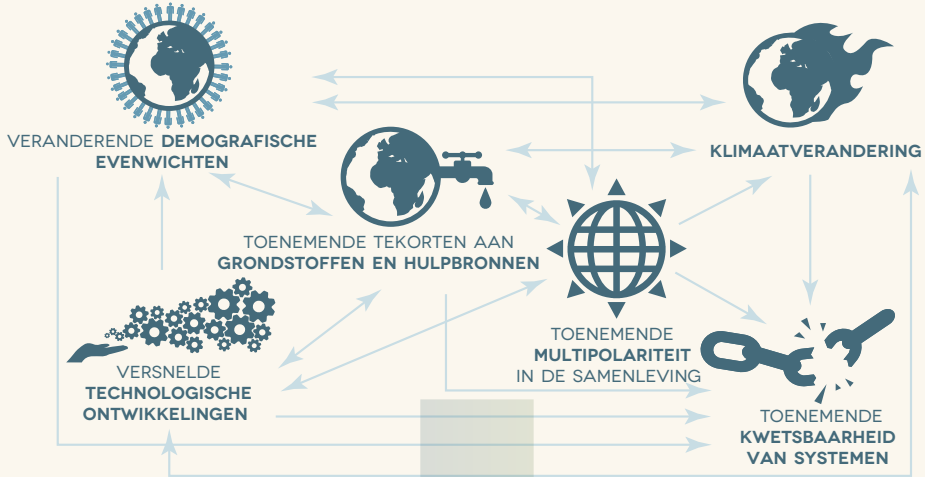 VERANDERENDE DEMOGRAFISCHE
EVENWICHTEN
KLIMAATVERANDERING
TOENEMENDE TEKORTEN AAN
GRONDSTOFFEN EN HULPBRONNEN
TOENEMENDE
MULTIPOLARITEIT
IN DE SAMENLEVING
VERSNELDE
TECHNOLOGISCHE
ONTWIKKELINGEN
TOENEMENDE
KWETSBAARHEID
VAN SYSTEMEN